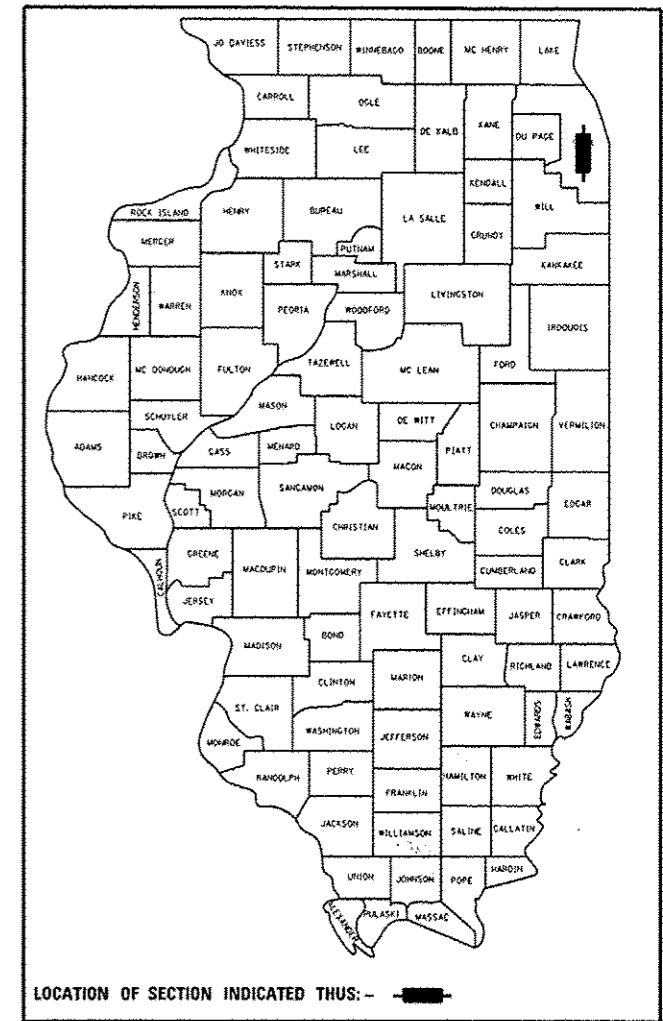 JO DAVIESS STEPHENSON WINNEBAGO BOONE MC HENRY LAKE
CARROLL OGLE DE KALB KANE DU PAGE
WHITESIDE LEE KENDALL WILL
ROCK ISLAND HENRY BUREAU LA SALLE GRUNDY
MERCER PUTNAM KANKAKEE
HENDERSON WARREN KNOX STARK MARSHALL LIVINGSTON
PEORIA WOODFORD IROQUOIS
HANCOCK MC DONOUGH FULTON TAZEWELL MC LEAN FORD
SCHUYLER MASON LOGAN DE WITT CHAMPAIGN VERMILION
ADAMS BROWN CASS MENARD PIATT
MACON
PIKE SCOTT MORGAN SANGAMON MOULTRIE DOUGLAS EDGAR
CHRISTIAN COLES
CALHOUN GREENE MACOUPIN MONTGOMERY SHELBY CUMBERLAND CLARK
JERSEY FAYETTE EFFINGHAM JASPER CRAWFORD
MADISON BOND
CLINTON MARION CLAY RICHLAND LAWRENCE
ST. CLAIR WAYNE EDWARDS WABASH
MONROE WASHINGTON JEFFERSON
RANDOLPH PERRY HAMILTON WHITE
FRANKLIN
JACKSON WILLIAMSON SALINE GALLATIN
UNION JOHNSON POPE HARDIN
ALEXANDER PULASKI MASSAC
LOCATION OF SECTION INDICATED THUS: -